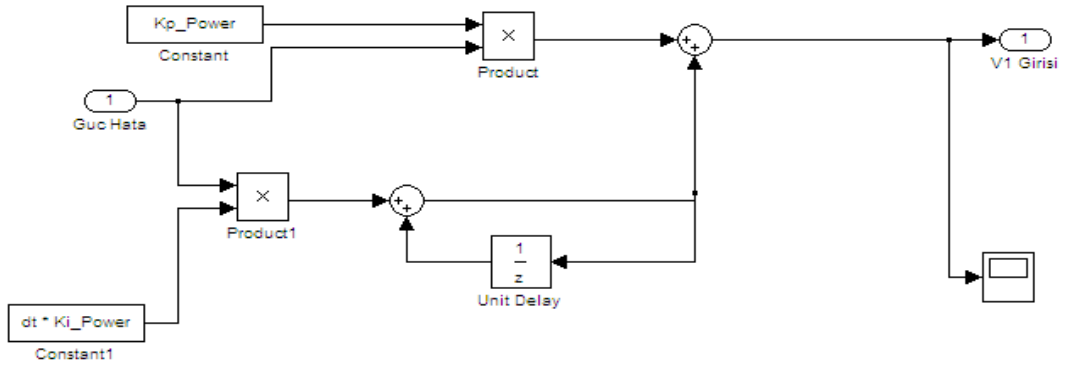 Kp_Power
Constant
×
Product
+
+
1
V1 Girisi
1
Guc Hata
×
Product1
+
+
1
z
Unit Delay
dt * Ki_Power
Constant1